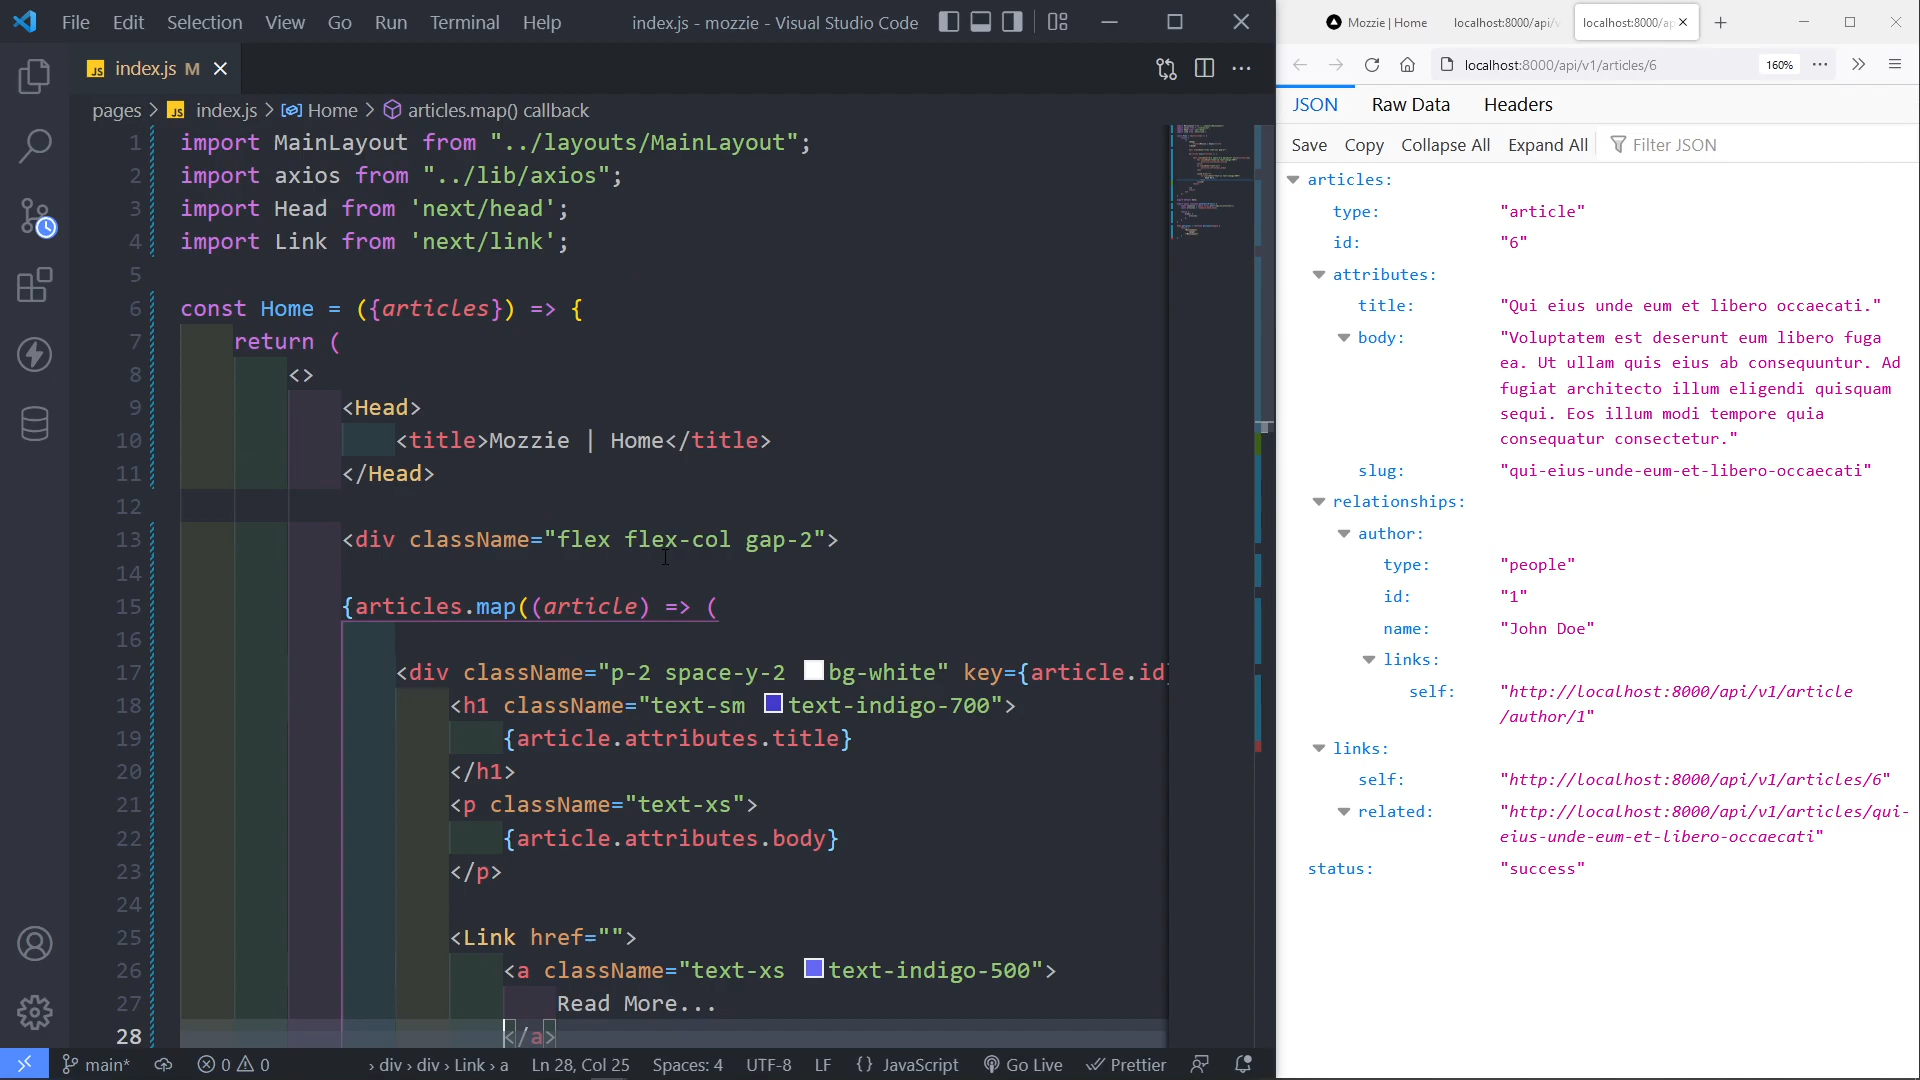 File Edit Selection View Go Run Terminal Help
index.js - mozzie - Visual Studio Code
JS index.js M
pages > JS index.js > Home > articles.map() callback
1 import MainLayout from "../layouts/MainLayout";
2 import axios from "../lib/axios";
3 import Head from 'next/head';
4 import Link from 'next/link';
5
6 const Home = ({articles}) => {
7 return (
8 <>
9 <Head>
10 <title>Mozzie | Home</title>
11 </Head>
12
13 <div className="flex flex-col gap-2">
14
15 {articles.map((article) => (
16
17 <div className="p-2 space-y-2 bg-white" key={article.id
18 <h1 className="text-sm text-indigo-700">
19 {article.attributes.title}
20 </h1>
21 <p className="text-xs">
22 {article.attributes.body}
23 </p>
24
25 <Link href="">
26 <a className="text-xs text-indigo-500">
27 Read More...
28 </a>
main* 0 0 › div › div › Link › a Ln 28, Col 25 Spaces: 4 UTF-8 LF {} JavaScript Go Live Prettier
Mozzie | Home
localhost:8000/api/v
localhost:8000/ap
localhost:8000/api/v1/articles/6
160%
JSON Raw Data Headers
Save Copy Collapse All Expand All Filter JSON
articles:
type: "article"
id: "6"
attributes:
title: "Qui eius unde eum et libero occaecati."
body: "Voluptatem est deserunt eum libero fuga
ea. Ut ullam quis eius ab consequuntur. Ad
fugiat architecto illum eligendi quisquam
sequi. Eos illum modi tempore quia
consequatur consectetur."
slug: "qui-eius-unde-eum-et-libero-occaecati"
relationships:
author:
type: "people"
id: "1"
name: "John Doe"
links:
self: "http://localhost:8000/api/v1/article
/author/1"
links:
self: "http://localhost:8000/api/v1/articles/6"
related: "http://localhost:8000/api/v1/articles/qui-
eius-unde-eum-et-libero-occaecati"
status: "success"